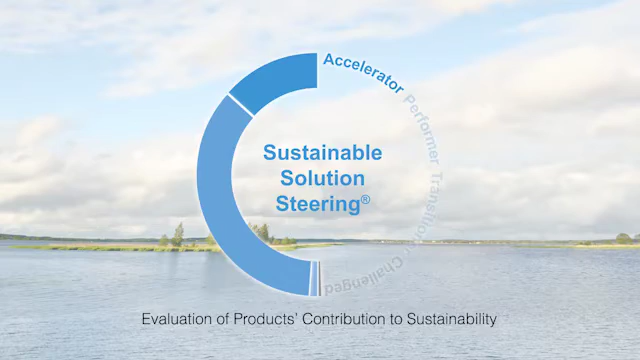 Accelerator
Performer
Transitioner
Challenged
Sustainable
Solution
Steering®
Evaluation of Products’ Contribution to Sustainability